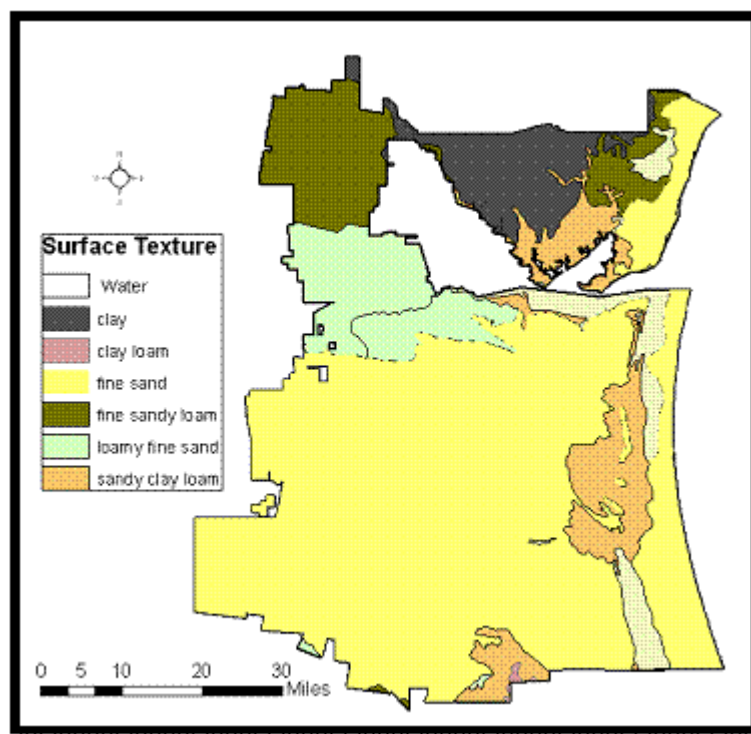 N
Surface Texture
Water
clay
clay loam
fine sand
fine sandy loam
loamy fine sand
sandy clay loam
0 5 10 20 30
Miles